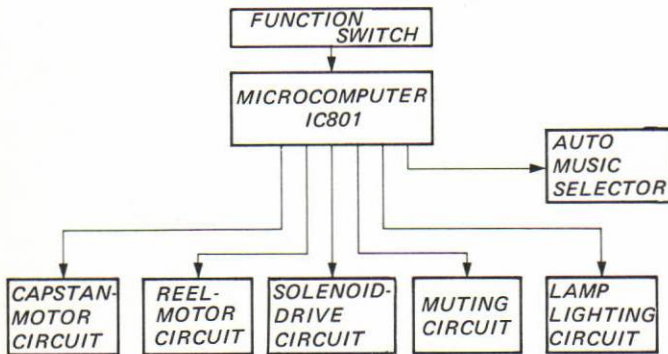 FUNCTION
SWITCH
MICROCOMPUTER
IC801
AUTO
MUSIC
SELECTOR
CAPSTAN-
MOTOR
CIRCUIT
REEL-
MOTOR
CIRCUIT
SOLENOID-
DRIVE
CIRCUIT
MUTING
CIRCUIT
LAMP
LIGHTING
CIRCUIT